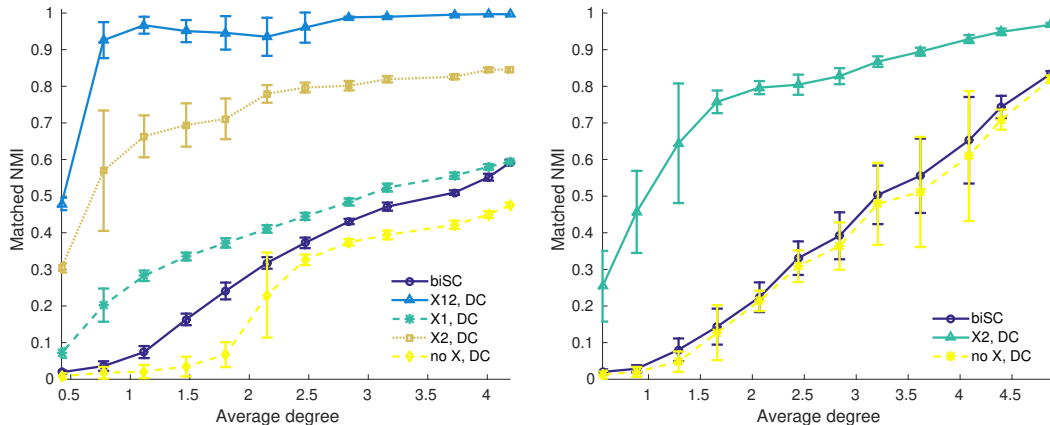 1
0.9
0.8
0.7
0.6
0.5
0.4
0.3
0.2
0.1
0
Matched NMI
0.5 1 1.5 2 2.5 3 3.5 4
Average degree
biSC
X12, DC
X1, DC
X2, DC
no X, DC
1
0.9
0.8
0.7
0.6
0.5
0.4
0.3
0.2
0.1
0
Matched NMI
1 1.5 2 2.5 3 3.5 4 4.5
Average degree
biSC
X2, DC
no X, DC